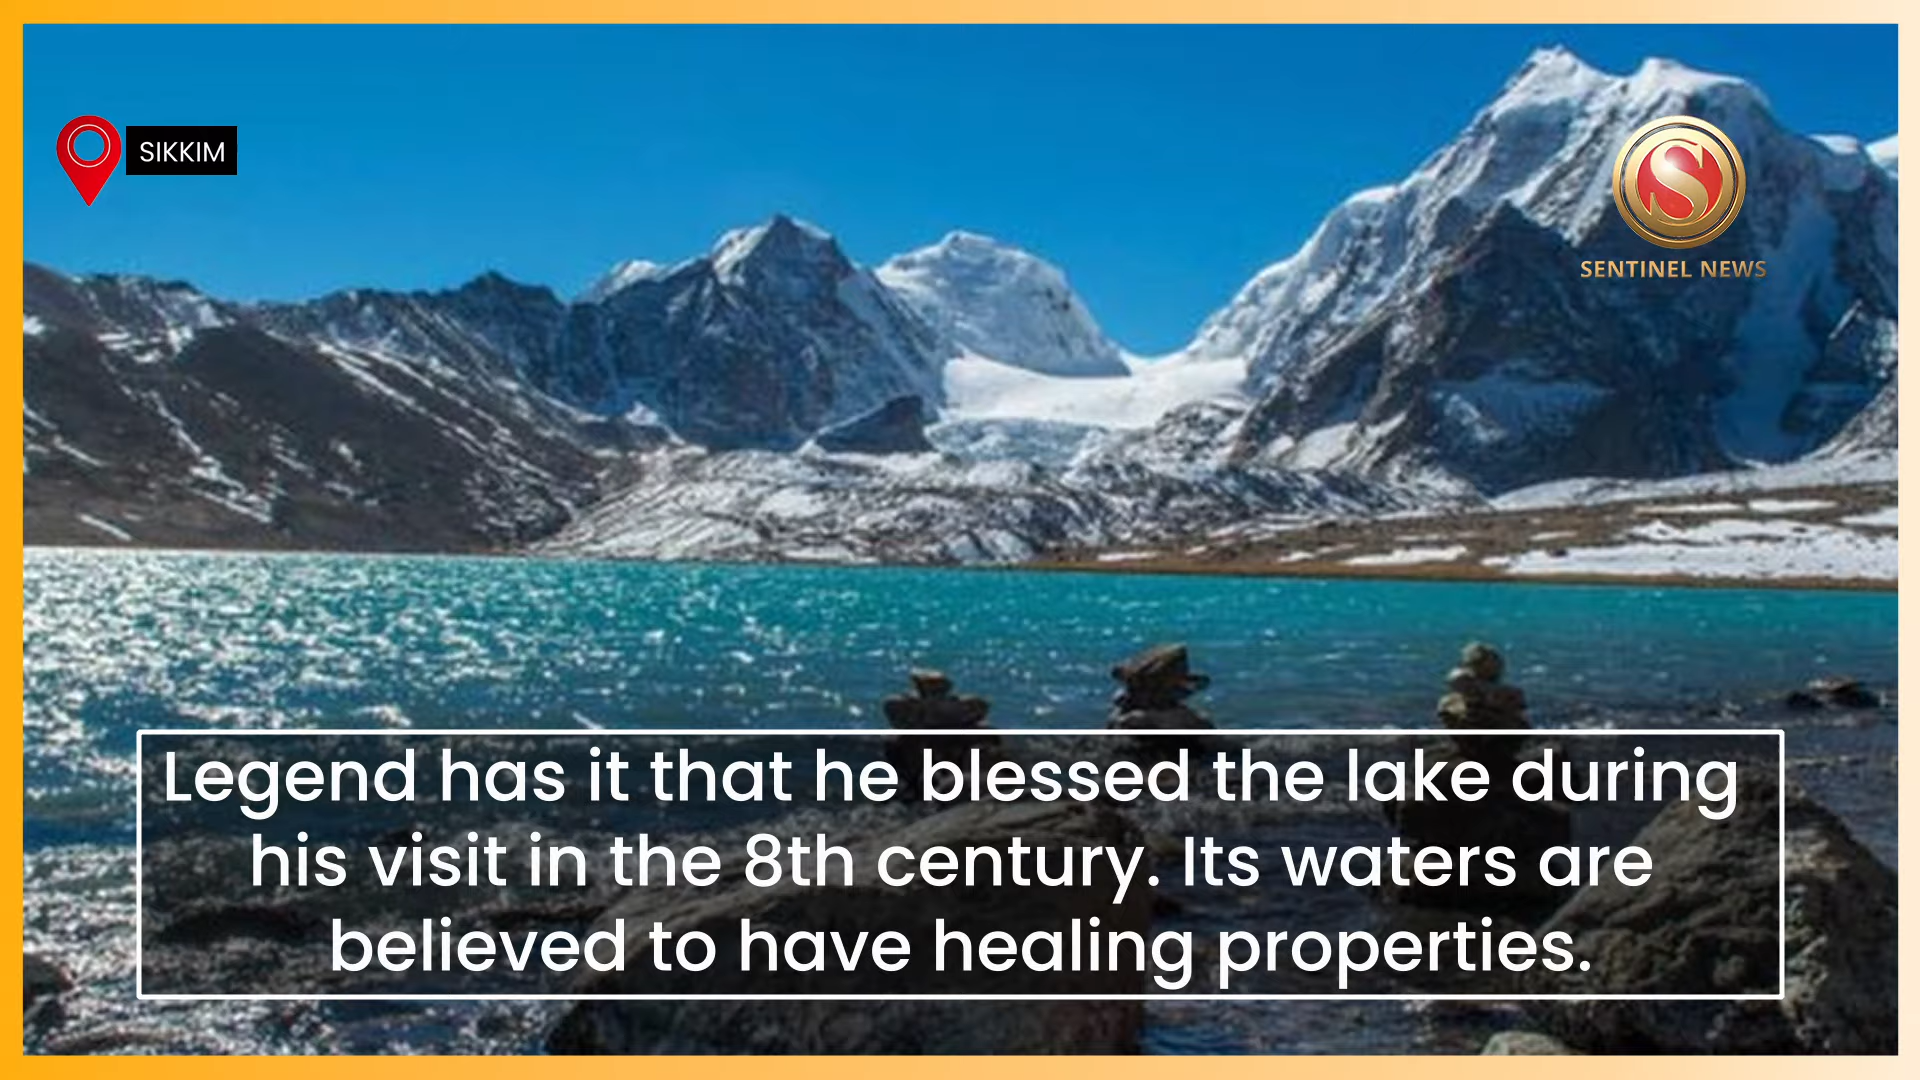 SIKKIM
S
SENTINEL NEWS
Legend has it that he blessed the lake during
his visit in the 8th century. Its waters are
believed to have healing properties.